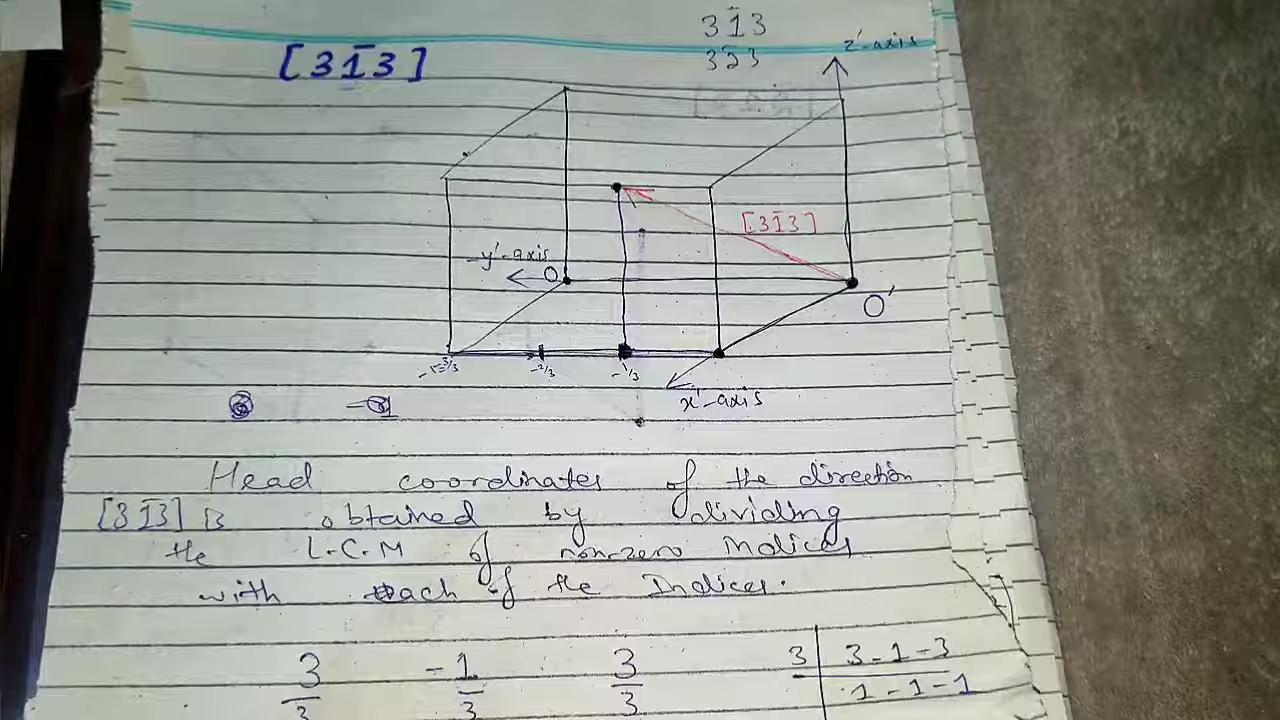 3 1̄ 3
[3 1̄ 3]
3 3
z'-axis
[3 1̄ 3]
-y'-axis
O
O'
-2/3
-1/3
x'-axis
Head coordinates of the direction
[3 1̄ 3] is obtained by dividing
the L.C.M of non-zero indices
with each of the Indices.
3/3 -1/3 3/3
3 | 3 - 1 - 3
1 - 1 - 1